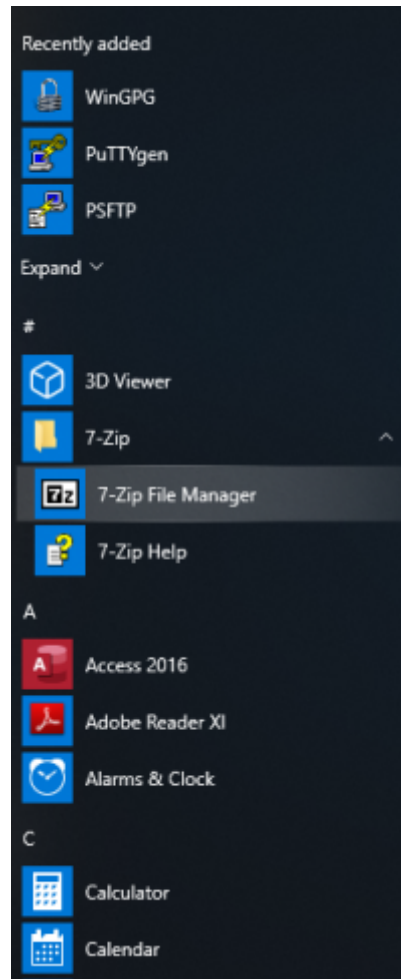 Recently added
WinGPG
PuTTYgen
PSFTP
Expand
#
3D Viewer
7-Zip
7z 7-Zip File Manager
7-Zip Help
A
A Access 2016
Adobe Reader XI
Alarms & Clock
C
Calculator
Calendar